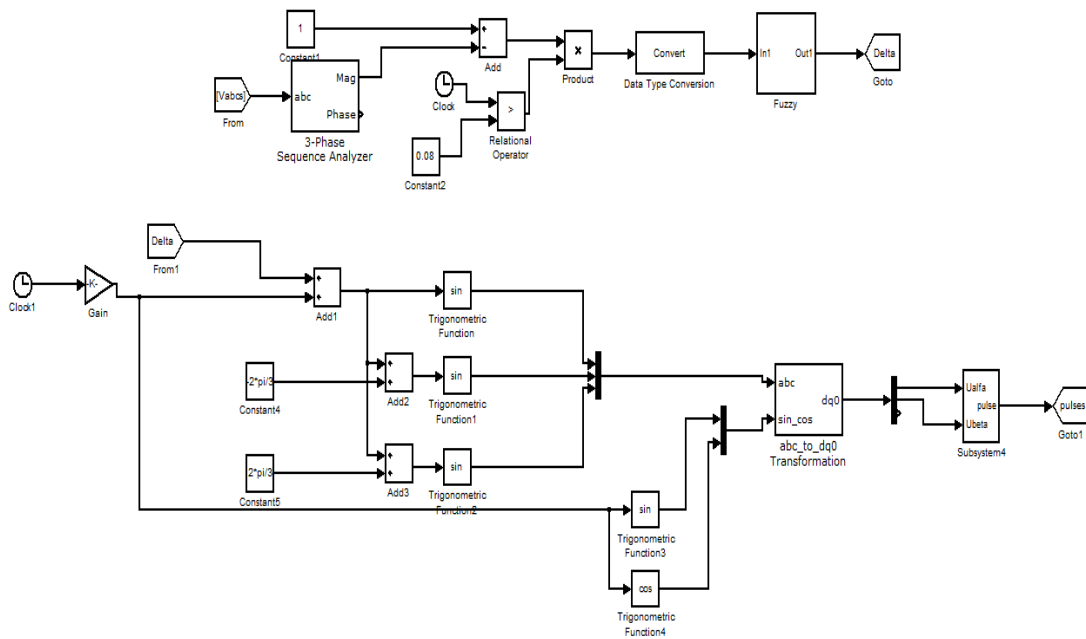 1
Constant1
+
-
Add
×
Product
Convert
Data Type Conversion
In1
Out1
Fuzzy
Delta
Goto
[Vabcs]
From
abc
Mag
Phase
3-Phase
Sequence Analyzer
Clock
>
Relational
Operator
0.08
Constant2
Delta
From1
Clock1
-K-
Gain
+
+
Add1
sin
Trigonometric
Function
-2*pi/3
Constant4
+
+
Add2
sin
Trigonometric
Function1
2*pi/3
Constant5
+
+
Add3
sin
Trigonometric
Function2
sin
Trigonometric
Function3
cos
Trigonometric
Function4
abc
sin_cos
dq0
abc_to_dq0
Transformation
Ualfa
Ubeta
pulse
Subsystem4
pulses
Goto1